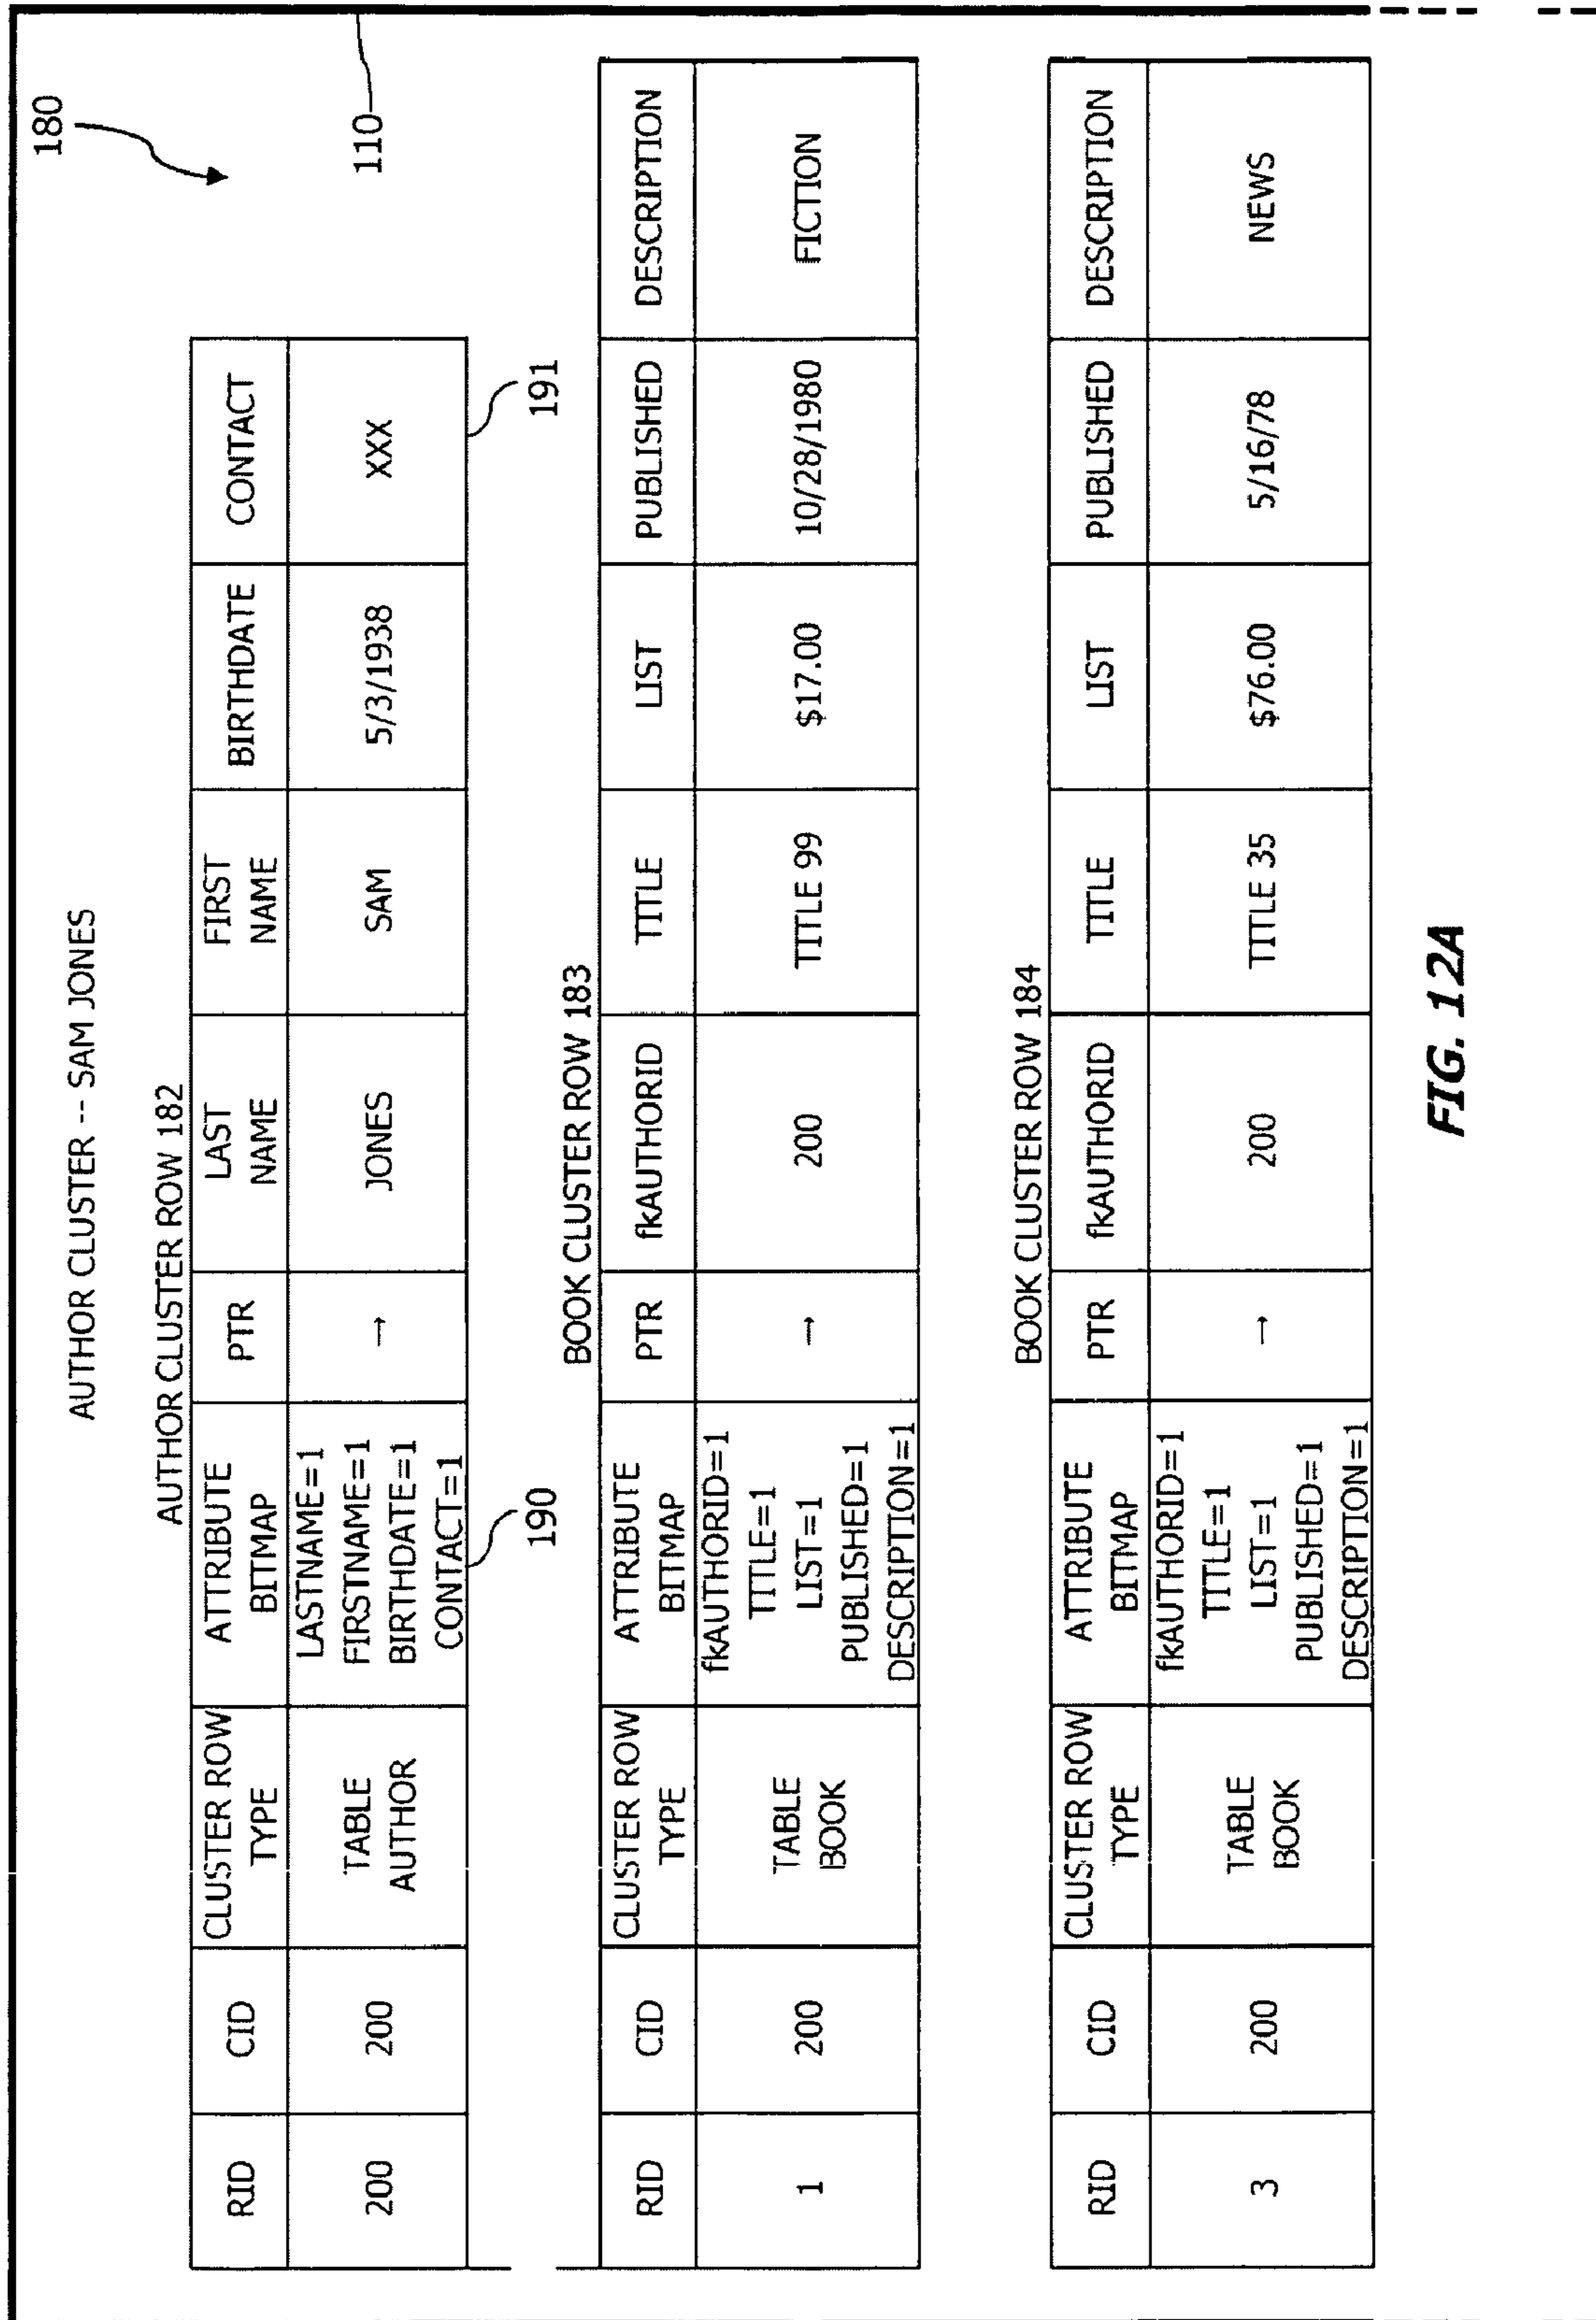 180
110
AUTHOR CLUSTER -- SAM JONES
AUTHOR CLUSTER ROW 182
RID
CID
CLUSTER ROW
TYPE
ATTRIBUTE
BITMAP
PTR
LAST
NAME
FIRST
NAME
BIRTHDATE
CONTACT
200
200
TABLE
AUTHOR
LASTNAME=1
FIRSTNAME=1
BIRTHDATE=1
CONTACT=1
→
JONES
SAM
5/3/1938
XXX
190
191
BOOK CLUSTER ROW 183
RID
CID
CLUSTER ROW
TYPE
ATTRIBUTE
BITMAP
PTR
fkAUTHORID
TITLE
LIST
PUBLISHED
DESCRIPTION
1
200
TABLE
BOOK
fkAUTHORID=1
TITLE=1
LIST=1
PUBLISHED=1
DESCRIPTION=1
→
200
TITLE 99
$17.00
10/28/1980
FICTION
BOOK CLUSTER ROW 184
RID
CID
CLUSTER ROW
TYPE
ATTRIBUTE
BITMAP
PTR
fkAUTHORID
TITLE
LIST
PUBLISHED
DESCRIPTION
3
200
TABLE
BOOK
fkAUTHORID=1
TITLE=1
LIST=1
PUBLISHED=1
DESCRIPTION=1
→
200
TITLE 35
$76.00
5/16/78
NEWS
FIG. 12A